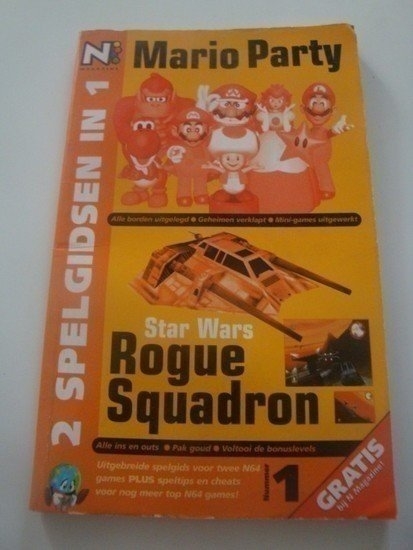 N
MAGAZINE
Mario Party
2 SPELGIDSEN IN 1
Alle borden uitgelegd ● Geheimen verklapt ● Mini-games uitgewerkt
Star Wars
Rogue
Squadron
Alle ins en outs ● Pak goud ● Voltooi de bonuslevels
Uitgebreide spelgids voor twee N64
games PLUS speltips en cheats
voor nog meer top N64 games!
Nummer 1
GRATIS
bij N Magazine!